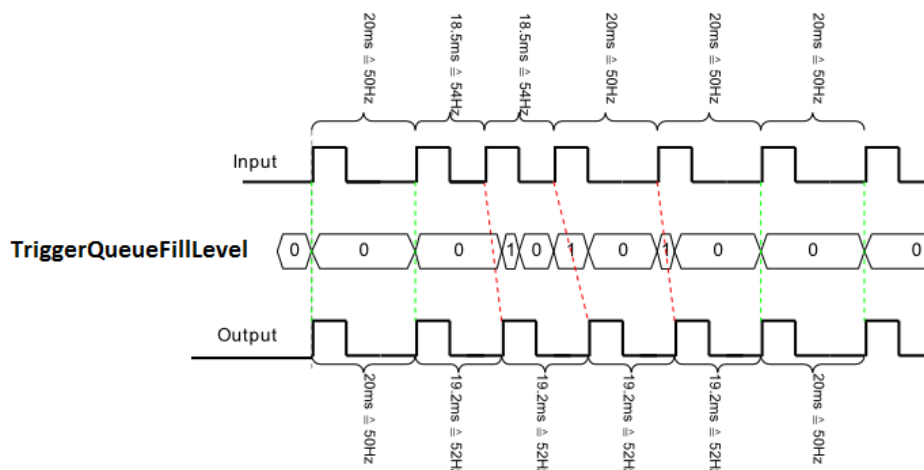 20ms ≙ 50Hz
18.5ms ≙ 54Hz
18.5ms ≙ 54Hz
20ms ≙ 50Hz
20ms ≙ 50Hz
20ms ≙ 50Hz
Input
TriggerQueueFillLevel
0
0
0
1
0
1
0
1
0
0
0
Output
20ms ≙ 50Hz
19.2ms ≙ 52Hz
19.2ms ≙ 52Hz
19.2ms ≙ 52Hz
19.2ms ≙ 52Hz
20ms ≙ 50Hz